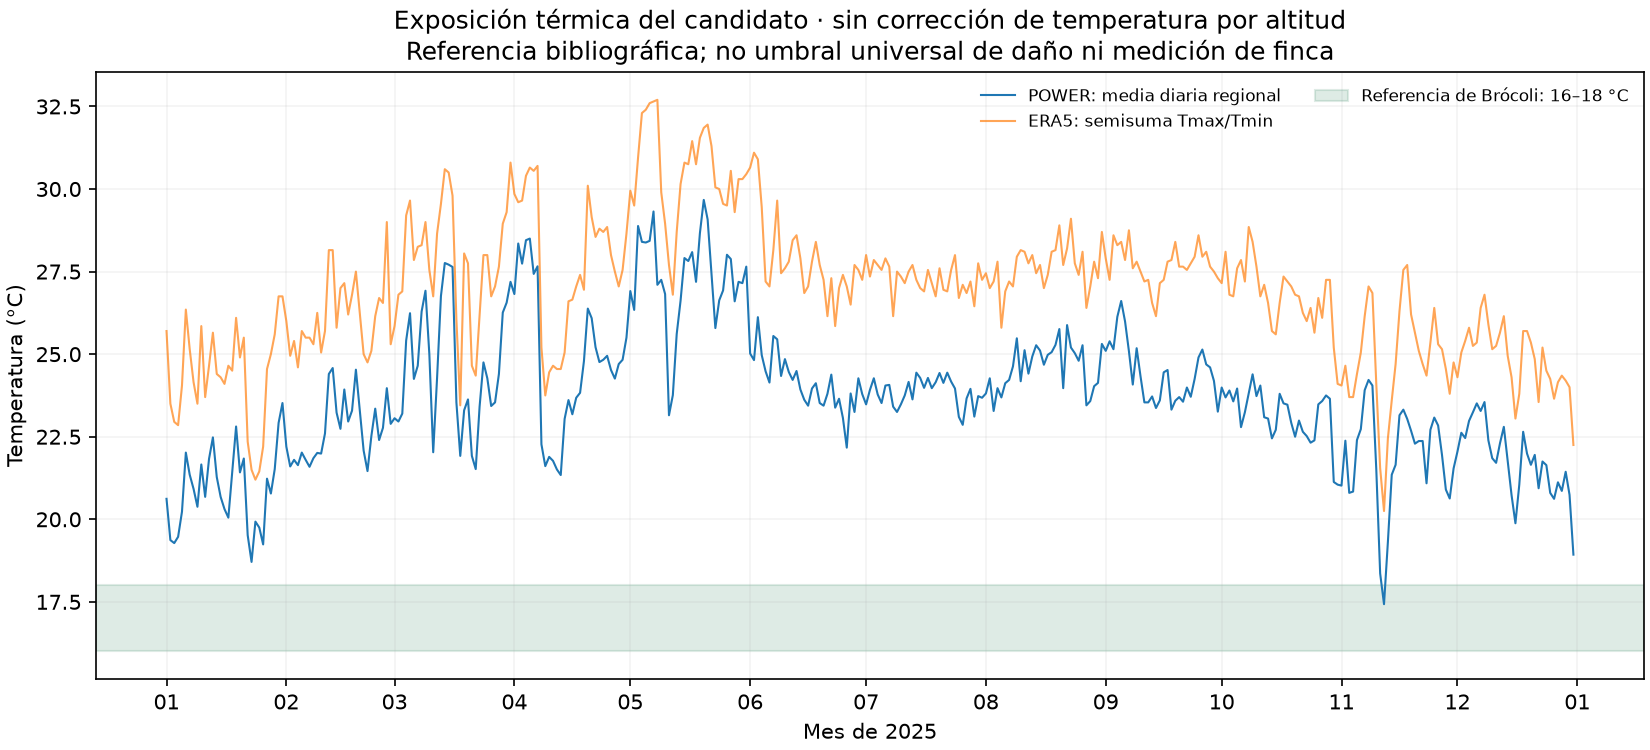 Exposición térmica del candidato · sin corrección de temperatura por altitud
Referencia bibliográfica; no umbral universal de daño ni medición de finca
POWER: media diaria regional
ERA5: semisuma Tmax/Tmin
Referencia de Brócoli: 16–18 °C
Temperatura (°C)
32.5
30.0
27.5
25.0
22.5
20.0
17.5
01 02 03 04 05 06 07 08 09 10 11 12 01
Mes de 2025